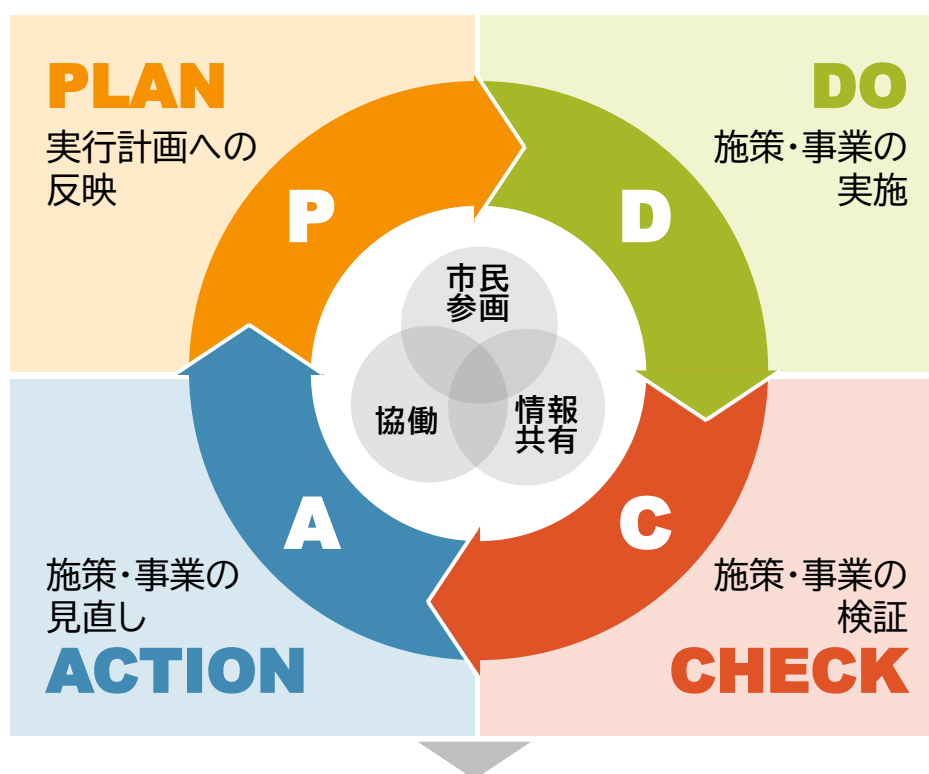 PLAN
実行計画への
反映
P
DO
施策・事業の
実施
D
市民
参画
協働
情報
共有
A
施策・事業の
見直し
ACTION
C
施策・事業の
検証
CHECK